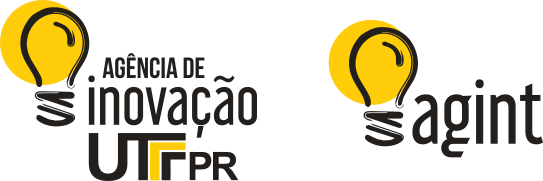 AGÊNCIA DE
inovação
UTFPR
agint